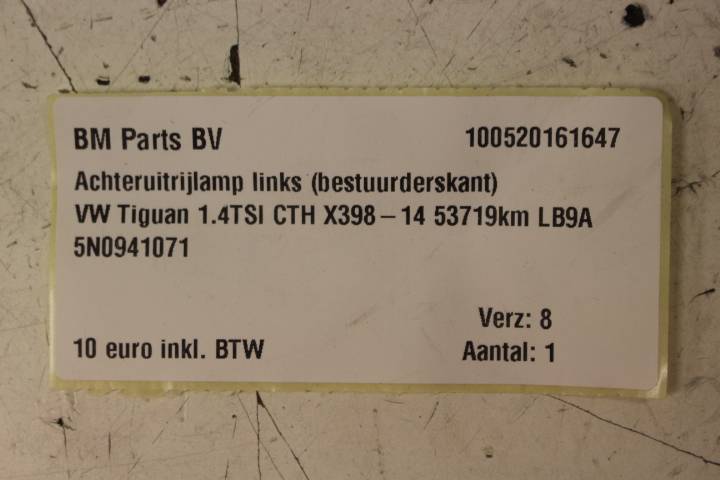 BM Parts BV 100520161647
Achteruitrijlamp links (bestuurderskant)
VW Tiguan 1.4TSI CTH X398-14 53719km LB9A
5N0941071
Verz: 8
10 euro inkl. BTW Aantal: 1